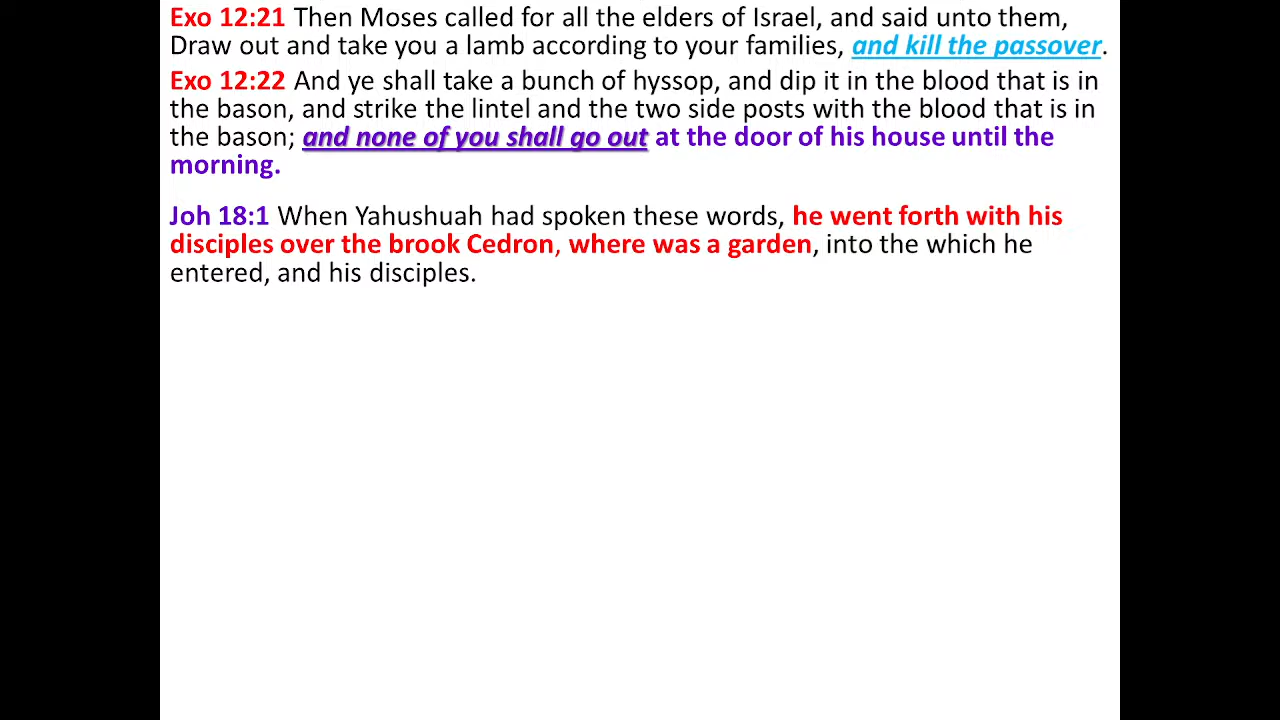 Exo 12:21 Then Moses called for all the elders of Israel, and said unto them,
Draw out and take you a lamb according to your families, and kill the passover.
Exo 12:22 And ye shall take a bunch of hyssop, and dip it in the blood that is in
the bason, and strike the lintel and the two side posts with the blood that is in
the bason; and none of you shall go out at the door of his house until the
morning.
Joh 18:1 When Yahushuah had spoken these words, he went forth with his
disciples over the brook Cedron, where was a garden, into the which he
entered, and his disciples.